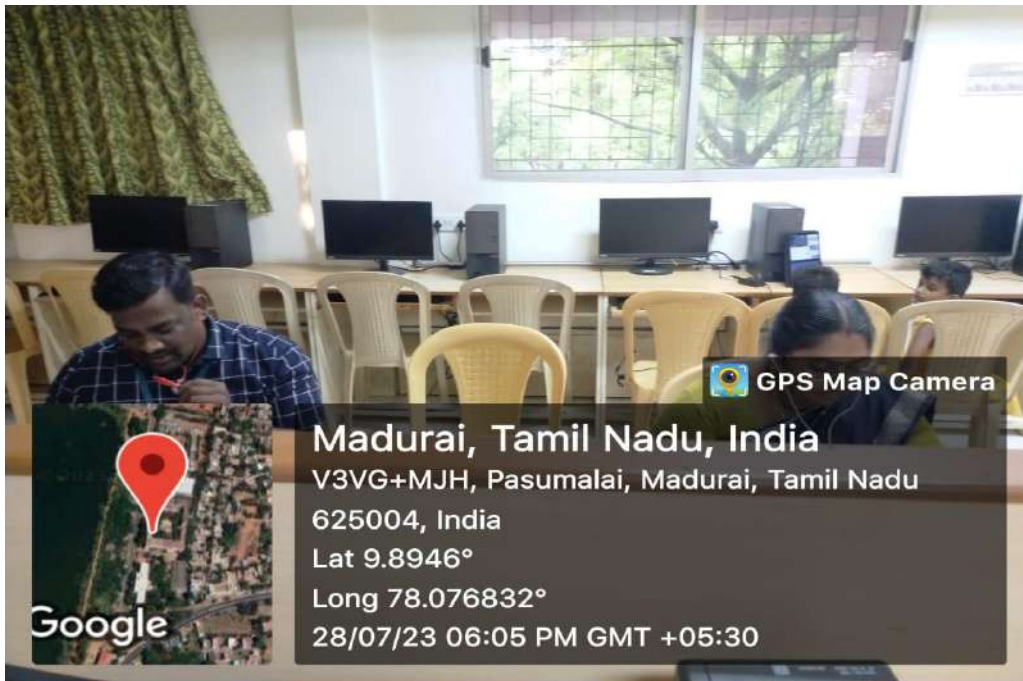 GPS Map Camera
Madurai, Tamil Nadu, India
V3VG+MJH, Pasumalai, Madurai, Tamil Nadu
625004, India
Lat 9.8946°
Long 78.076832°
28/07/23 06:05 PM GMT +05:30
Google